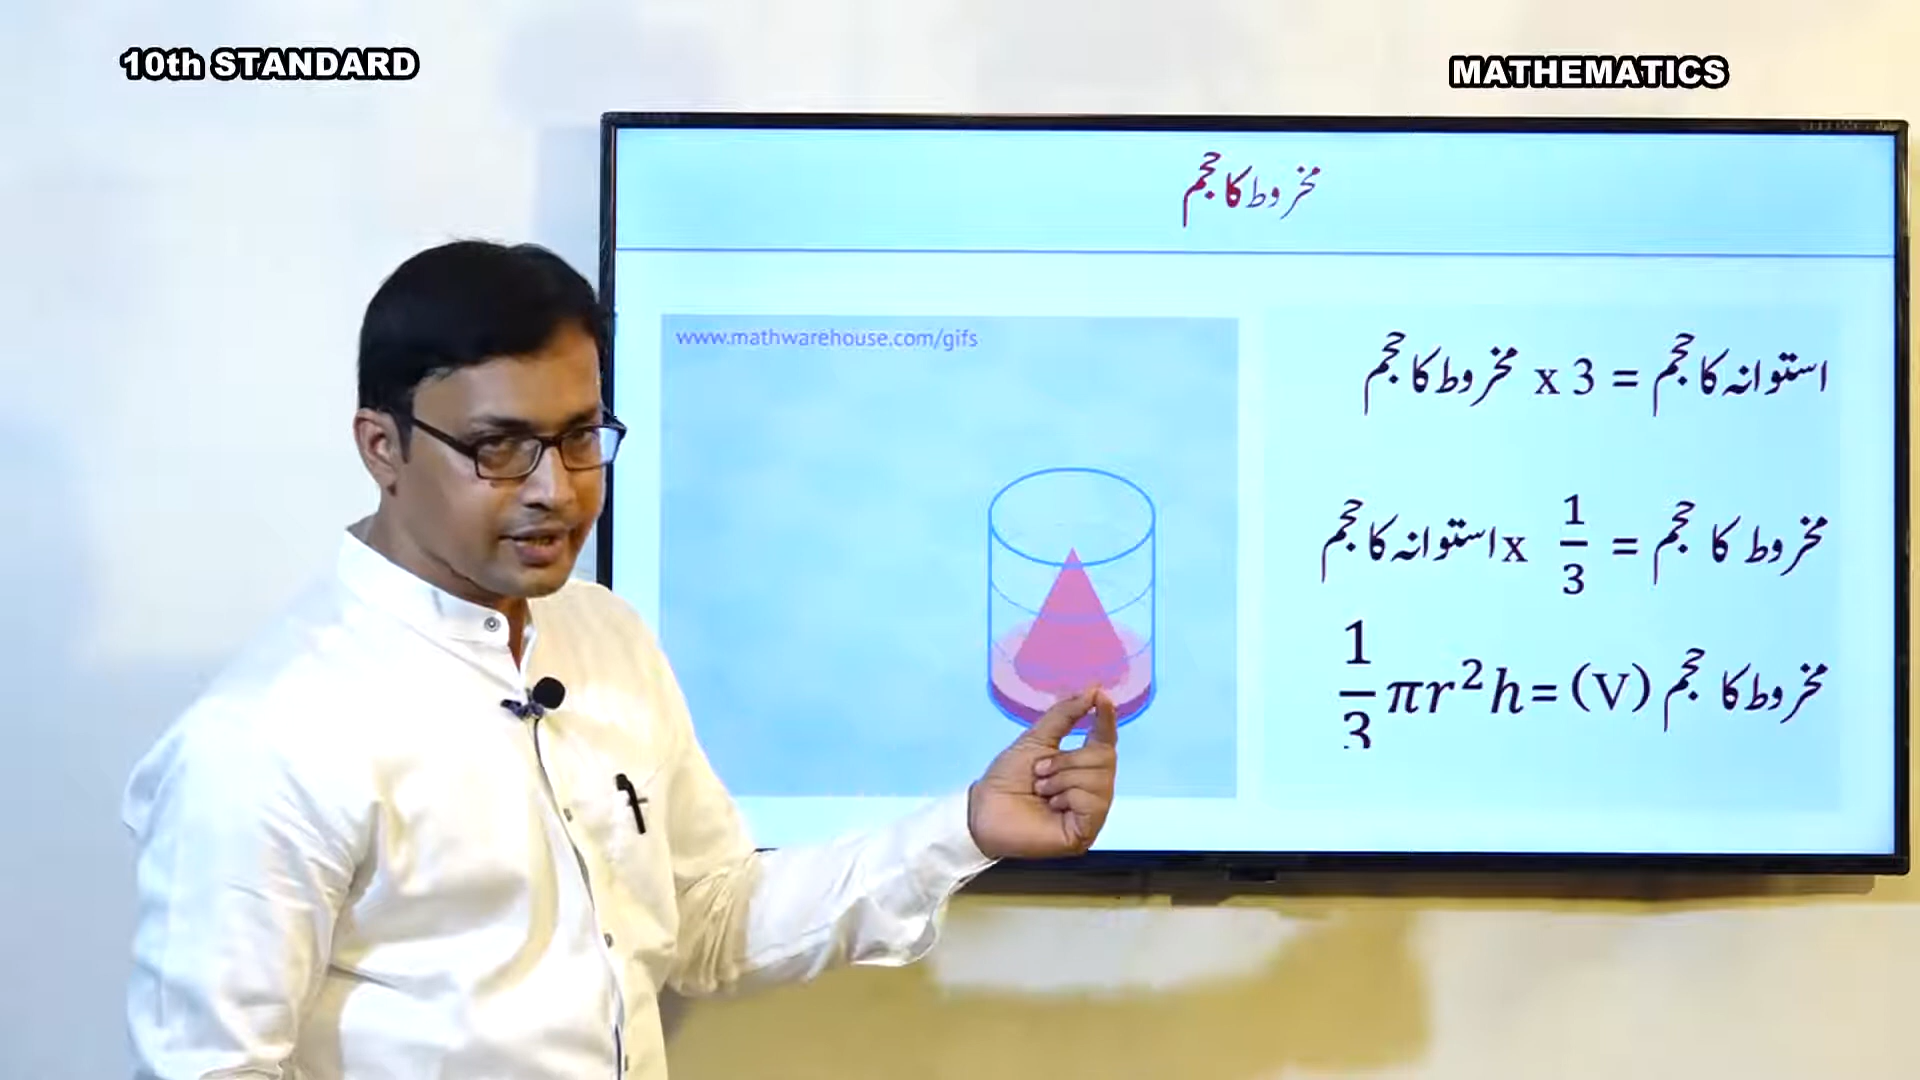 10th STANDARD
MATHEMATICS
مخروط کا حجم
www.mathwarehouse.com/gifs
استوانہ کا حجم = 3 x مخروط کا حجم
مخروط کا حجم = 1/3 x استوانہ کا حجم
مخروط کا حجم (V) = 1/3 πr²h